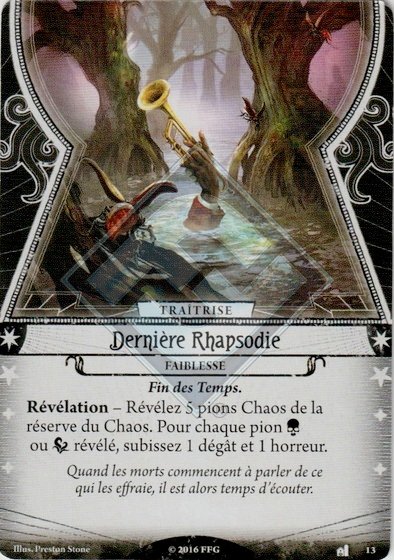 TRAÎTRISE
Dernière Rhapsodie
FAIBLESSE
Fin des Temps.
Révélation – Révélez 5 pions Chaos de la
réserve du Chaos. Pour chaque pion
ou révélé, subissez 1 dégât et 1 horreur.
Quand les morts commencent à parler de ce
qui les effraie, il est alors temps d'écouter.
Illus. Preston Stone © 2016 FFG 13